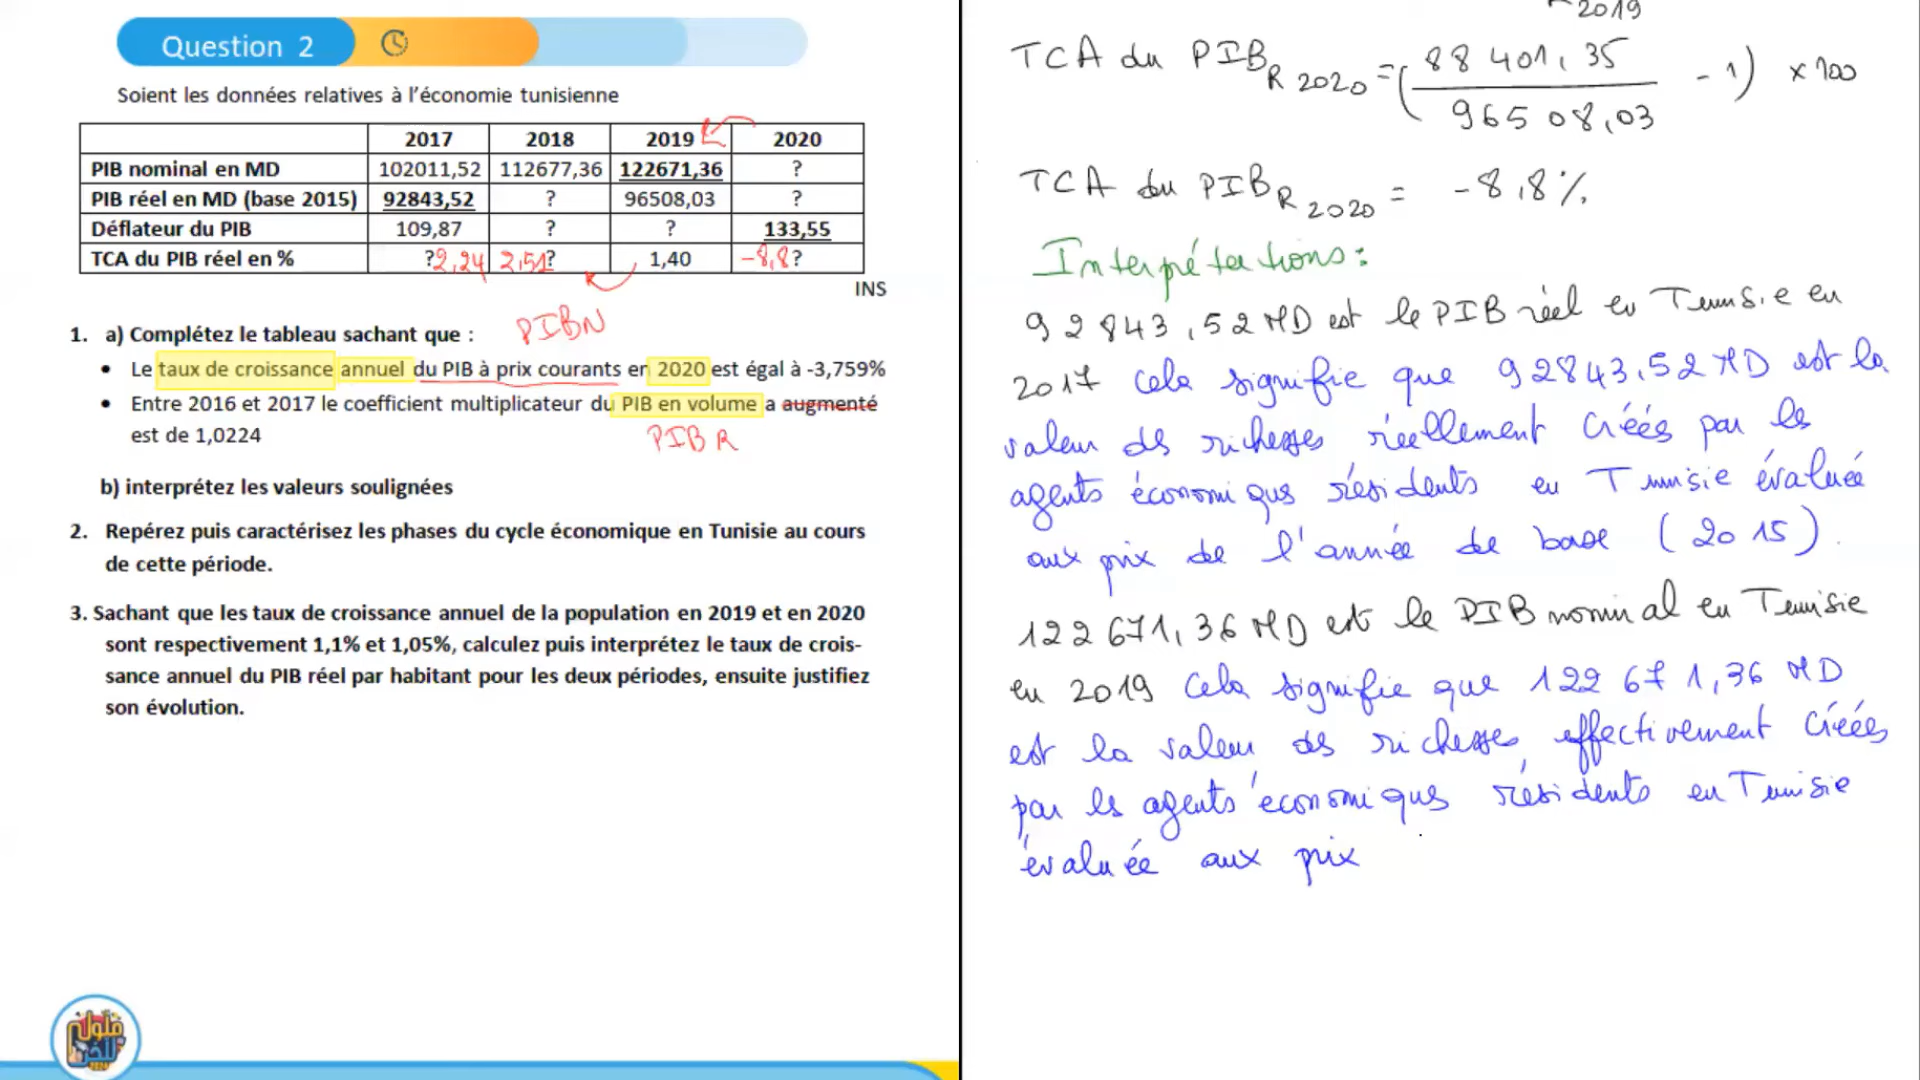 Question 2
Soient les données relatives à l'économie tunisienne
2017 2018 2019 2020
PIB nominal en MD 102011,52 112677,36 122671,36 ?
PIB réel en MD (base 2015) 92843,52 ? 96508,03 ?
Déflateur du PIB 109,87 ? ? 133,55
TCA du PIB réel en % ? 2,24 2,51 ? 1,40 -8,8 ?
INS
PIBN
1. a) Complétez le tableau sachant que :
• Le taux de croissance annuel du PIB à prix courants en 2020 est égal à -3,759%
• Entre 2016 et 2017 le coefficient multiplicateur du PIB en volume a augmenté
est de 1,0224
PIB R
b) interprétez les valeurs soulignées
2. Repérez puis caractérisez les phases du cycle économique en Tunisie au cours
de cette période.
3. Sachant que les taux de croissance annuel de la population en 2019 et en 2020
sont respectivement 1,1% et 1,05%, calculez puis interprétez le taux de crois-
sance annuel du PIB réel par habitant pour les deux périodes, ensuite justifiez
son évolution.
R 2019
TCA du PIB R 2020 = ( 88 401,35 / 96508,03 - 1) x 100
TCA du PIB R 2020 = -8,8%
Interprétations :
92843,52 MD est le PIB réel en Tunisie en
2017 Cela signifie que 92843,52 MD est la
valeur des richesses réellement créés par les
agents économiques résidents en Tunisie évaluée
aux prix de l'année de base (2015).
122671,36 MD est le PIB nominal en Tunisie
en 2019 Cela signifie que 122 671,36 MD
est la valeur des richesses effectivement créées
par les agents économiques résidents en Tunisie
évaluée aux prix